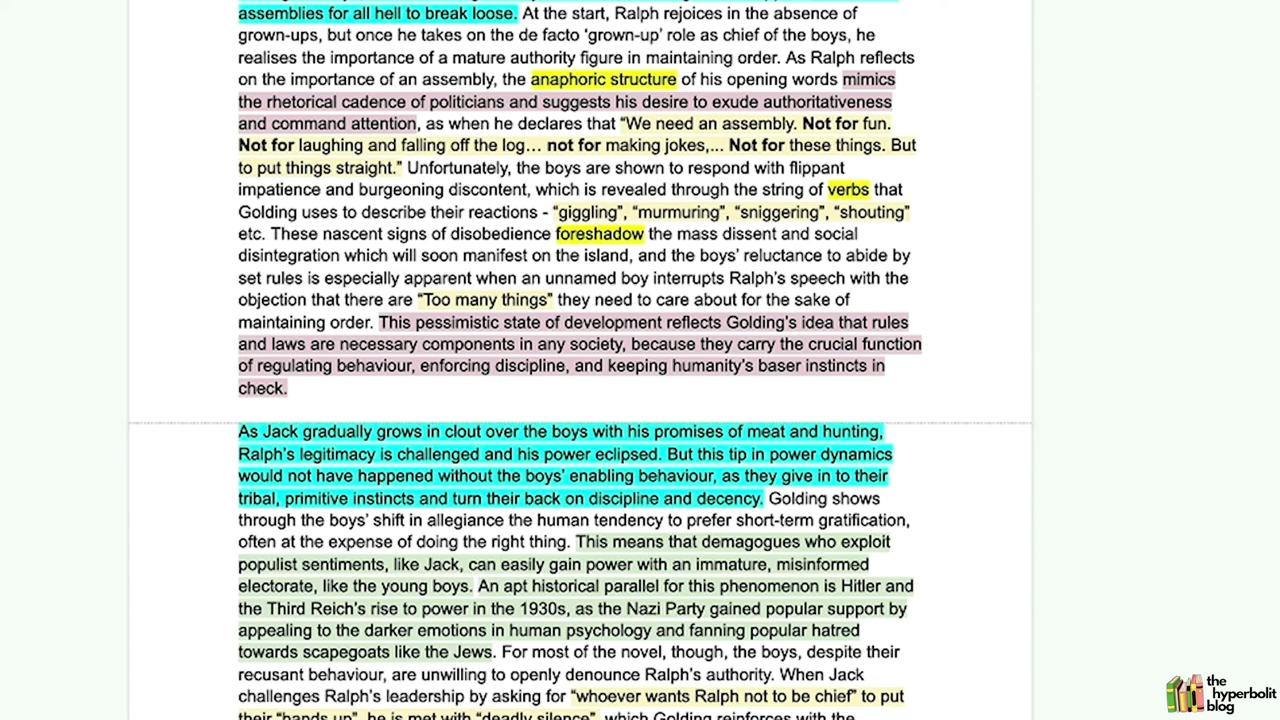 assemblies for all hell to break loose. At the start, Ralph rejoices in the absence of
grown-ups, but once he takes on the de facto ‘grown-up’ role as chief of the boys, he
realises the importance of a mature authority figure in maintaining order. As Ralph reflects
on the importance of an assembly, the anaphoric structure of his opening words mimics
the rhetorical cadence of politicians and suggests his desire to exude authoritativeness
and command attention, as when he declares that “We need an assembly. Not for fun.
Not for laughing and falling off the log… not for making jokes,... Not for these things. But
to put things straight.” Unfortunately, the boys are shown to respond with flippant
impatience and burgeoning discontent, which is revealed through the string of verbs that
Golding uses to describe their reactions - “giggling”, “murmuring”, “sniggering”, “shouting”
etc. These nascent signs of disobedience foreshadow the mass dissent and social
disintegration which will soon manifest on the island, and the boys’ reluctance to abide by
set rules is especially apparent when an unnamed boy interrupts Ralph’s speech with the
objection that there are “Too many things” they need to care about for the sake of
maintaining order. This pessimistic state of development reflects Golding’s idea that rules
and laws are necessary components in any society, because they carry the crucial function
of regulating behaviour, enforcing discipline, and keeping humanity’s baser instincts in
check.
As Jack gradually grows in clout over the boys with his promises of meat and hunting,
Ralph’s legitimacy is challenged and his power eclipsed. But this tip in power dynamics
would not have happened without the boys’ enabling behaviour, as they give in to their
tribal, primitive instincts and turn their back on discipline and decency. Golding shows
through the boys’ shift in allegiance the human tendency to prefer short-term gratification,
often at the expense of doing the right thing. This means that demagogues who exploit
populist sentiments, like Jack, can easily gain power with an immature, misinformed
electorate, like the young boys. An apt historical parallel for this phenomenon is Hitler and
the Third Reich’s rise to power in the 1930s, as the Nazi Party gained popular support by
appealing to the darker emotions in human psychology and fanning popular hatred
towards scapegoats like the Jews. For most of the novel, though, the boys, despite their
recusant behaviour, are unwilling to openly denounce Ralph’s authority. When Jack
challenges Ralph’s leadership by asking for “whoever wants Ralph not to be chief” to put
their “hands up”, he is met with “deadly silence”, which Golding reinforces with the
the
hyperbolit
blog